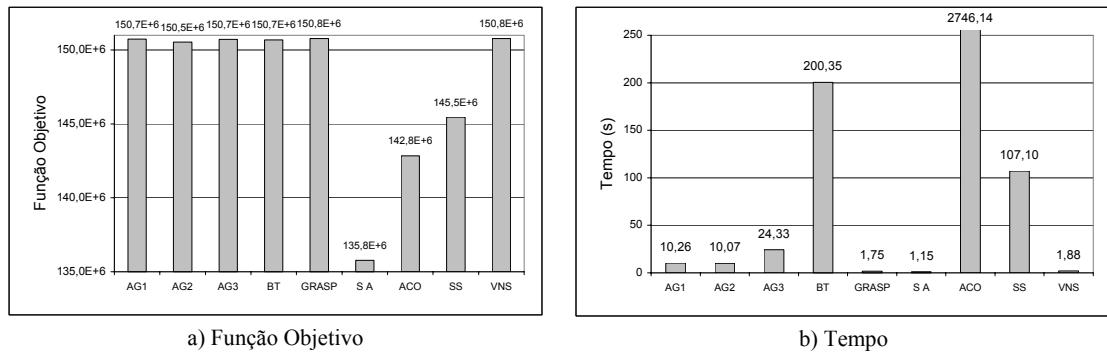 150,7E+6 150,5E+6 150,7E+6 150,7E+6 150,8E+6 150,8E+6
150,0E+6
145,5E+6
145,0E+6
142,8E+6
140,0E+6
135,8E+6
135,0E+6
Função Objetivo
AG1 AG2 AG3 BT GRASP S A ACO SS VNS
a) Função Objetivo
2746,14
250
200,35
200
150
107,10
100
50
24,33
10,26 10,07 1,75 1,15 1,88
0
Tempo (s)
AG1 AG2 AG3 BT GRASP S A ACO SS VNS
b) Tempo